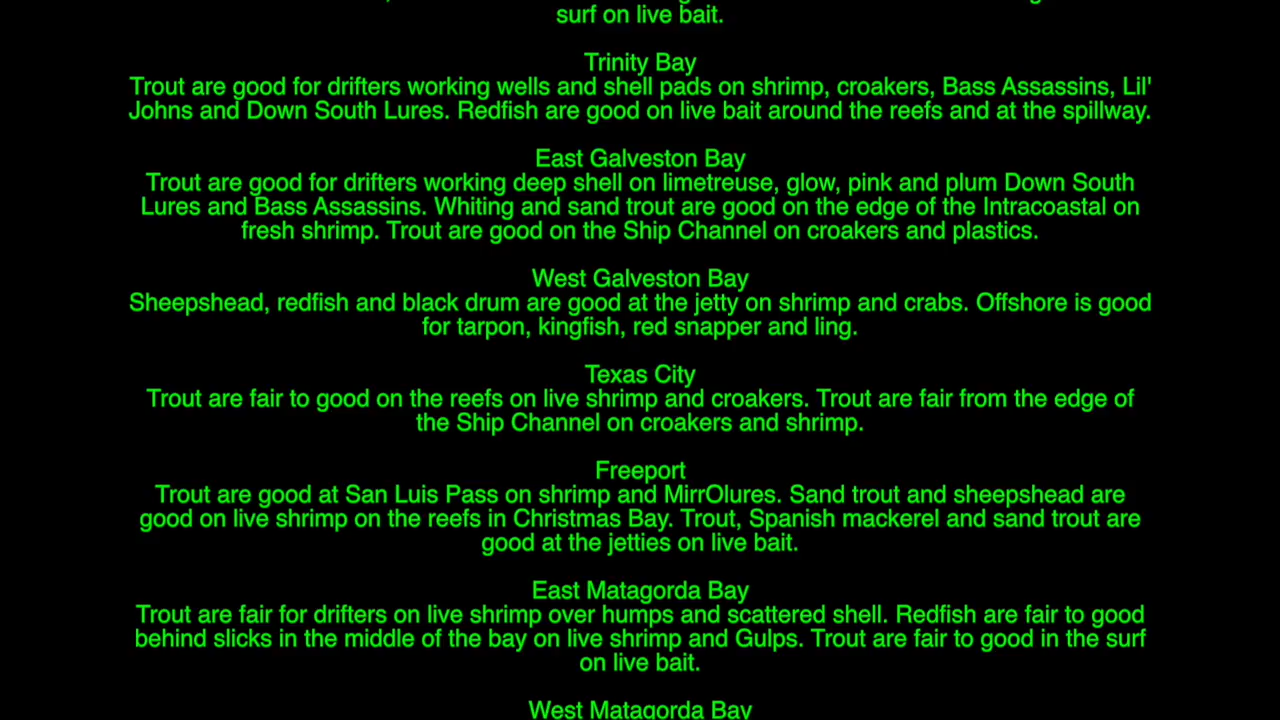 surf on live bait.
Trinity Bay
Trout are good for drifters working wells and shell pads on shrimp, croakers, Bass Assassins, Lil'
Johns and Down South Lures. Redfish are good on live bait around the reefs and at the spillway.
East Galveston Bay
Trout are good for drifters working deep shell on limetreuse, glow, pink and plum Down South
Lures and Bass Assassins. Whiting and sand trout are good on the edge of the Intracoastal on
fresh shrimp. Trout are good on the Ship Channel on croakers and plastics.
West Galveston Bay
Sheepshead, redfish and black drum are good at the jetty on shrimp and crabs. Offshore is good
for tarpon, kingfish, red snapper and ling.
Texas City
Trout are fair to good on the reefs on live shrimp and croakers. Trout are fair from the edge of
the Ship Channel on croakers and shrimp.
Freeport
Trout are good at San Luis Pass on shrimp and MirrOlures. Sand trout and sheepshead are
good on live shrimp on the reefs in Christmas Bay. Trout, Spanish mackerel and sand trout are
good at the jetties on live bait.
East Matagorda Bay
Trout are fair for drifters on live shrimp over humps and scattered shell. Redfish are fair to good
behind slicks in the middle of the bay on live shrimp and Gulps. Trout are fair to good in the surf
on live bait.
West Matagorda Bay